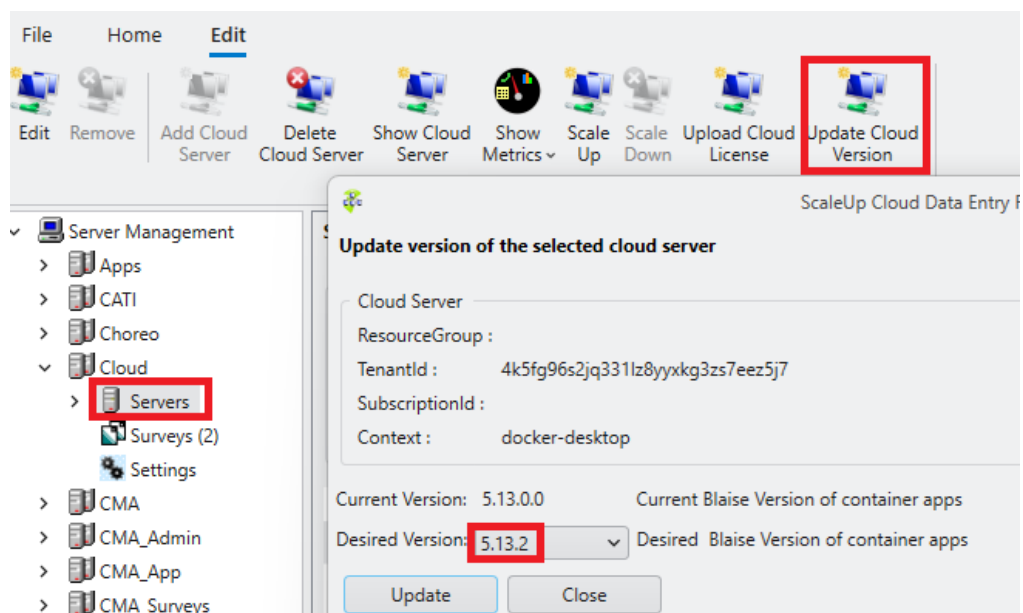 File Home Edit
Edit Remove Add Cloud Server Delete Cloud Server Show Cloud Server Show Metrics Scale Up Scale Down Upload Cloud License Update Cloud Version
ScaleUp Cloud Data Entry
Server Management
Apps
CATI
Choreo
Cloud
Servers
Surveys (2)
Settings
CMA
CMA_Admin
CMA_App
CMA_Surveys
Update version of the selected cloud server
Cloud Server
ResourceGroup :
TenantId : 4k5fg96s2jq331lz8yyxkg3zs7eez5j7
SubscriptionId :
Context : docker-desktop
Current Version: 5.13.0.0 Current Blaise Version of container apps
Desired Version: 5.13.2 Desired Blaise Version of container apps
Update Close